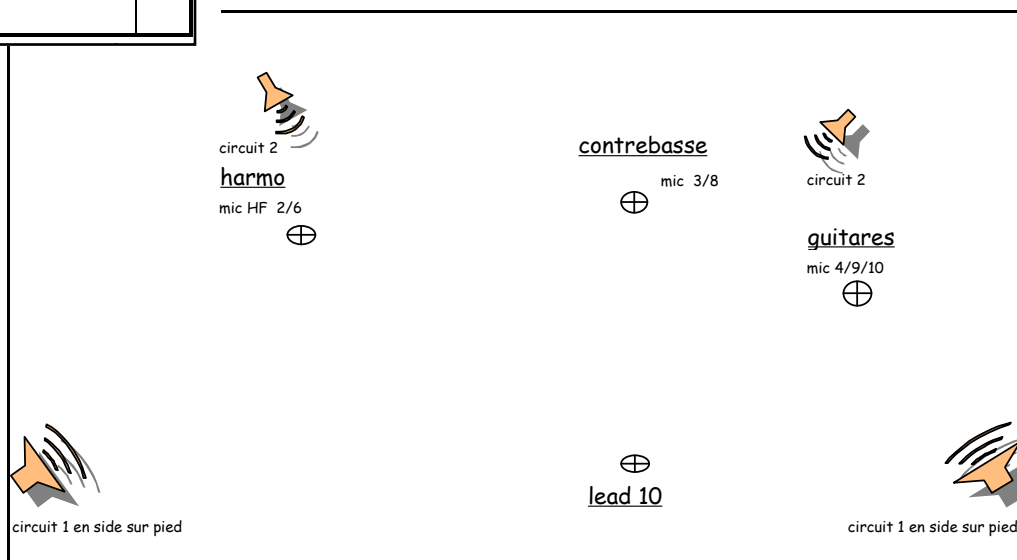 circuit 2
harmo
mic HF  2/6
contrebasse
mic  3/8
circuit 2
guitares
mic 4/9/10
lead 10
circuit 1 en side sur pied
circuit 1 en side sur pied